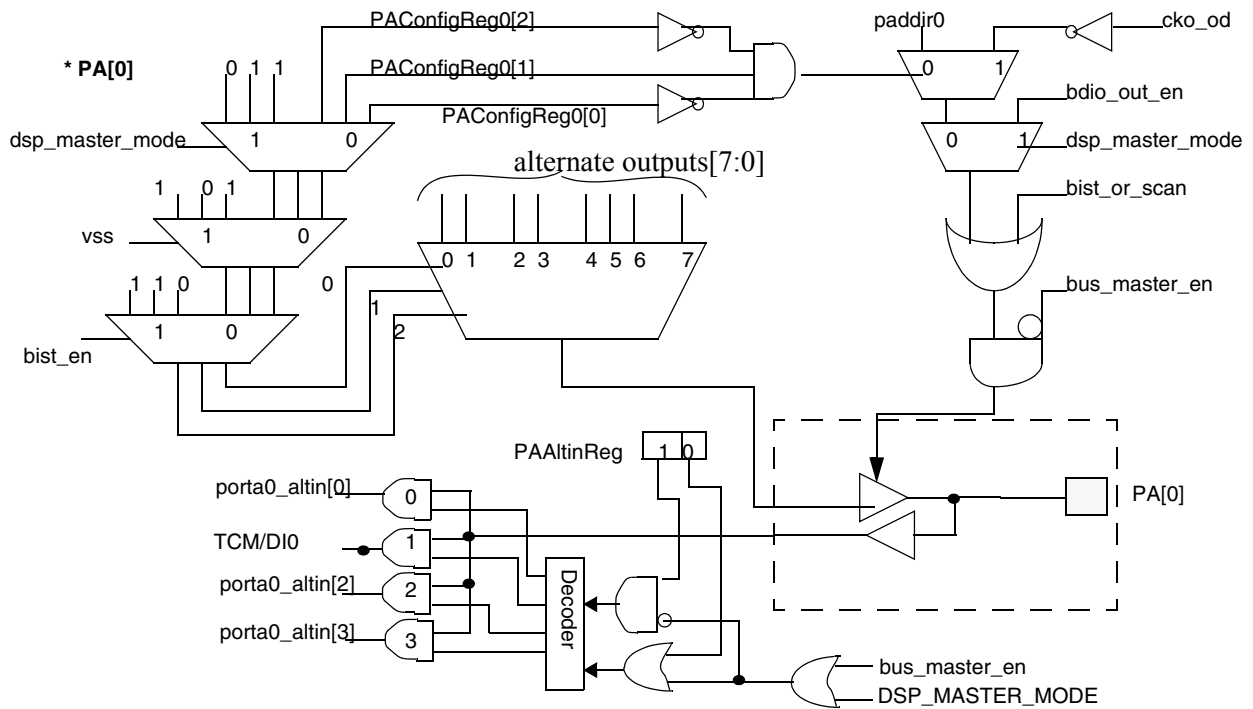 PAConfigReg0[2]
paddir0
cko_od
* PA[0]
0 1 1
PAConfigReg0[1]
0 1
bdio_out_en
PAConfigReg0[0]
dsp_master_mode
1 0
0 1
dsp_master_mode
alternate outputs[7:0]
1 0 1
bist_or_scan
vss
1 0
0 1 2 3 4 5 6 7
1 1 0
0
bus_master_en
1
1 0
2
bist_en
PAAltinReg
1 0
porta0_altin[0]
0
PA[0]
TCM/DI0
1
porta0_altin[2]
2
Decoder
porta0_altin[3]
3
bus_master_en
DSP_MASTER_MODE